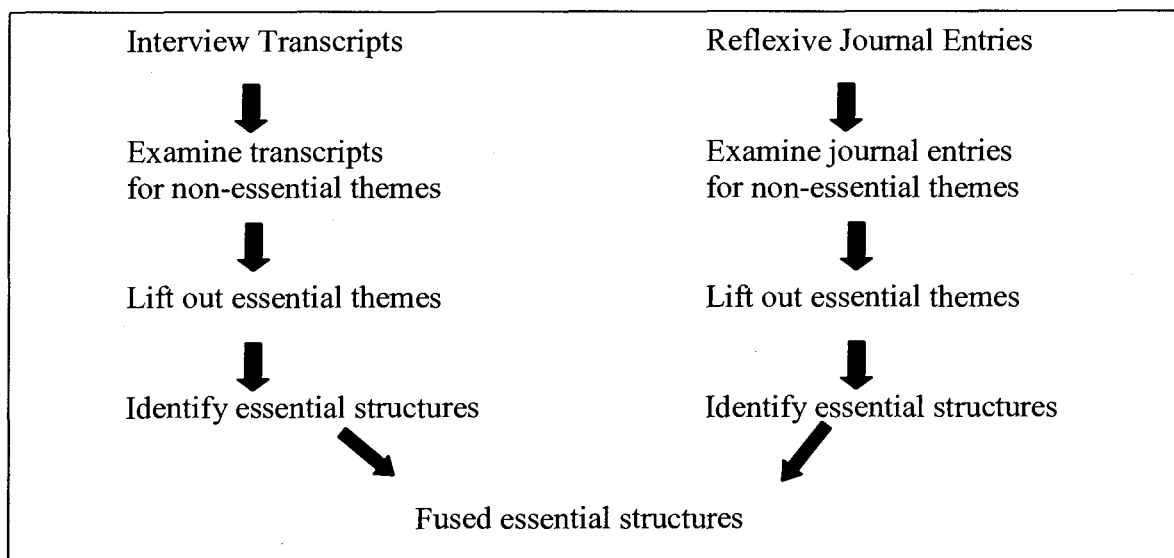 Interview Transcripts
Examine transcripts
for non-essential themes
Lift out essential themes
Identify essential structures
Reflexive Journal Entries
Examine journal entries
for non-essential themes
Lift out essential themes
Identify essential structures
Fused essential structures